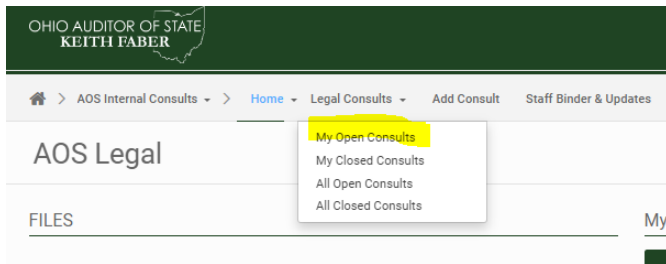 OHIO AUDITOR OF STATE
KEITH FABER
> AOS Internal Consults > Home Legal Consults Add Consult Staff Binder & Updates
My Open Consults
AOS Legal
My Closed Consults
All Open Consults
All Closed Consults
FILES
My